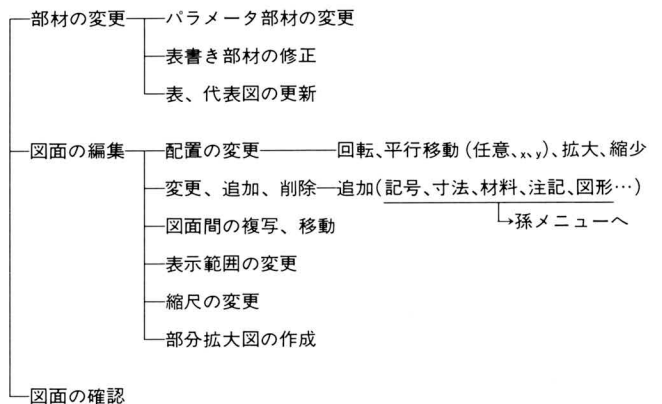 部材の変更 パラメータ部材の変更
表書き部材の修正
表、代表図の更新
図面の編集 配置の変更 回転、平行移動(任意、x、y)、拡大、縮少
変更、追加、削除 追加(記号、寸法、材料、注記、図形…)
→孫メニューへ
図面間の複写、移動
表示範囲の変更
縮尺の変更
部分拡大図の作成
図面の確認